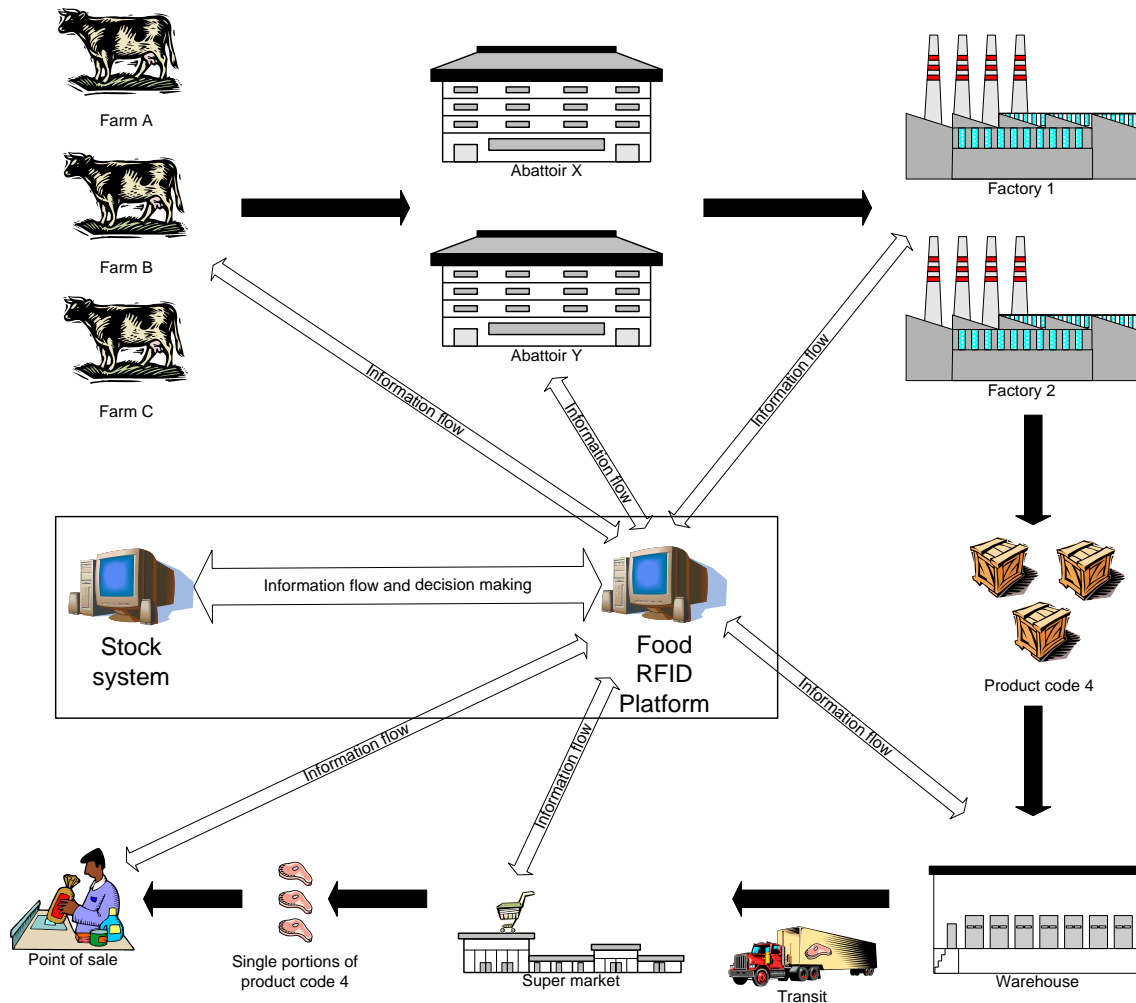 Farm A
Abattoir X
Factory 1
Farm B
Abattoir Y
Factory 2
Farm C
Information flow
Information flow
Information flow
Information flow and decision making
Stock
system
Food
RFID
Platform
Product code 4
Information flow
Information flow
Information flow
Point of sale
Single portions of
product code 4
Super market
Transit
Warehouse